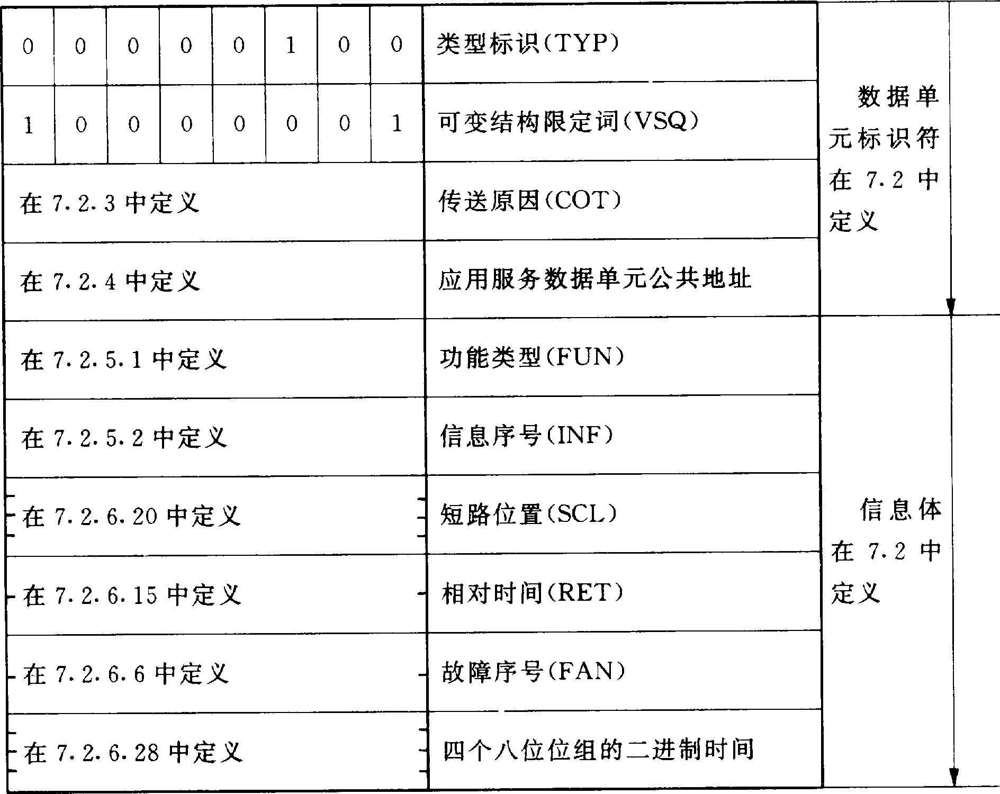 0 0 0 0 0 1 0 0 类型标识(TYP)
1 0 0 0 0 0 0 1 可变结构限定词(VSQ)
在 7.2.3 中定义 传送原因(COT)
在 7.2.4 中定义 应用服务数据单元公共地址
数据单
元标识符
在 7.2 中
定义
在 7.2.5.1 中定义 功能类型(FUN)
在 7.2.5.2 中定义 信息序号(INF)
在 7.2.6.20 中定义 短路位置(SCL)
在 7.2.6.15 中定义 相对时间(RET)
在 7.2.6.6 中定义 故障序号(FAN)
在 7.2.6.28 中定义 四个八位位组的二进制时间
信息体
在 7.2 中
定义